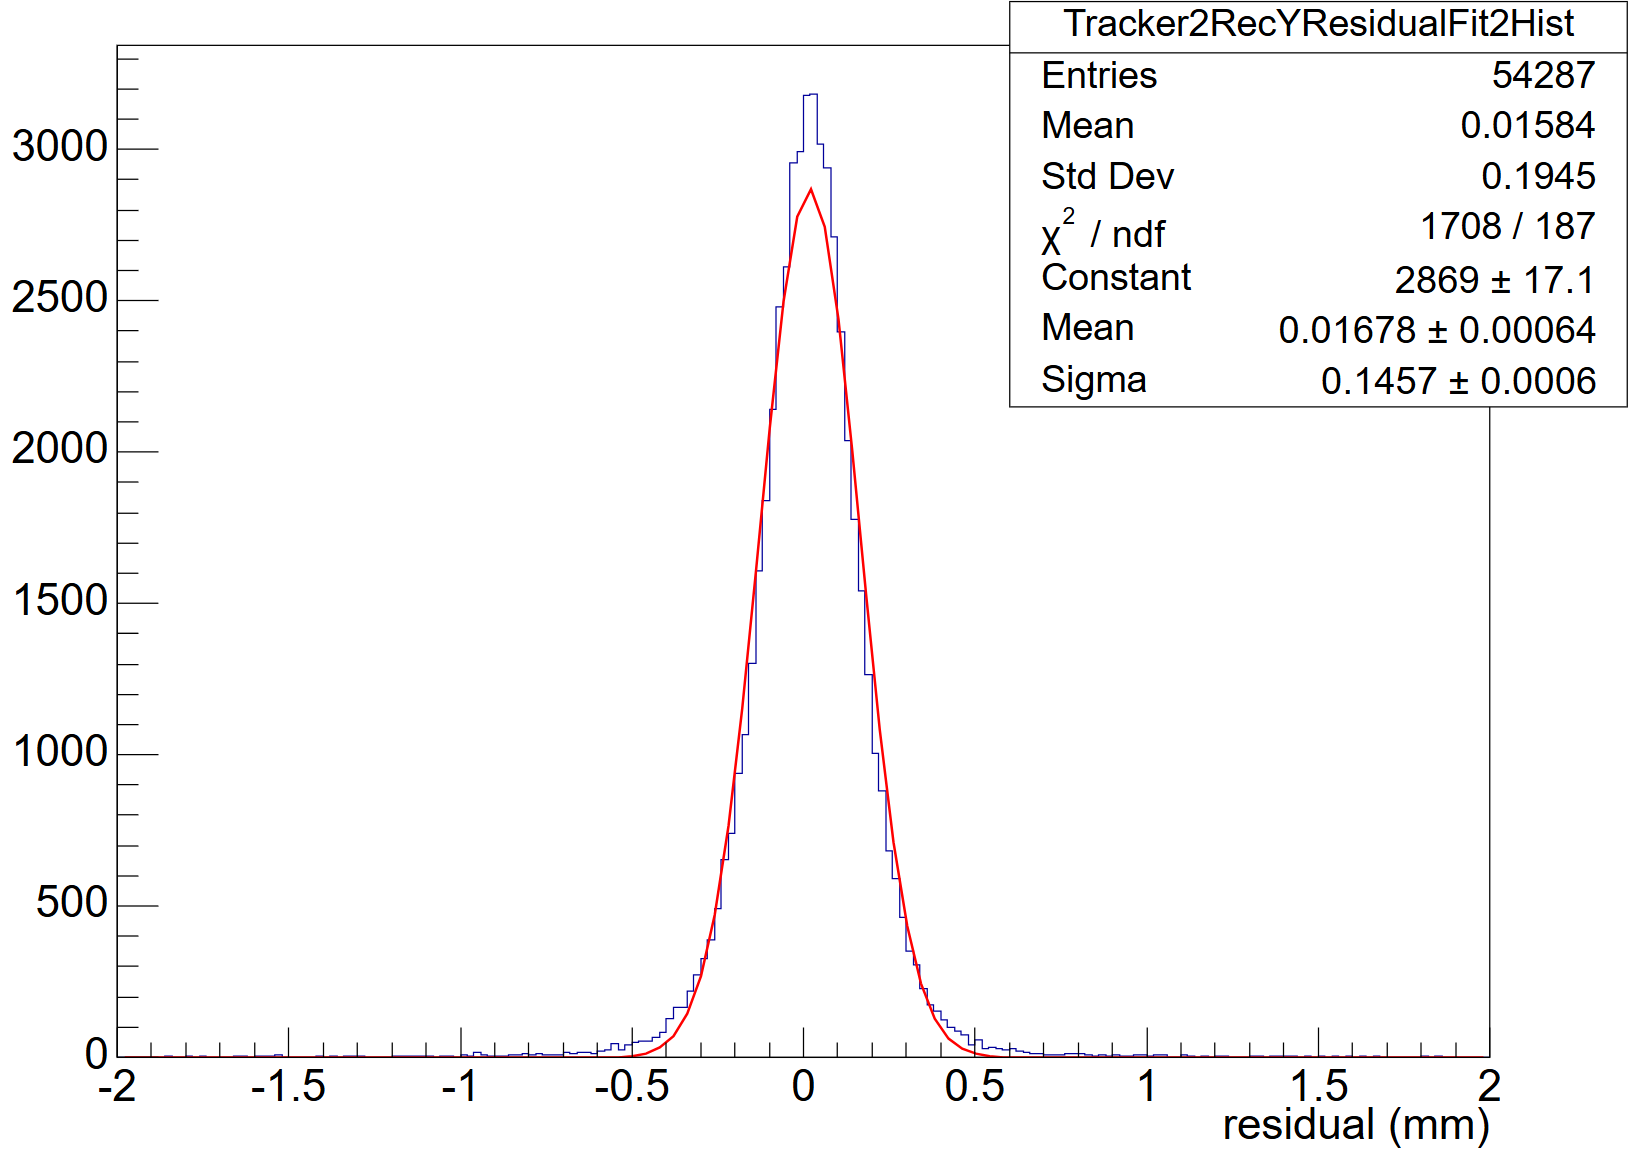 Tracker2RecYResidualFit2Hist
Entries 54287
Mean 0.01584
Std Dev 0.1945
χ² / ndf 1708 / 187
Constant 2869 ± 17.1
Mean 0.01678 ± 0.00064
Sigma 0.1457 ± 0.0006
3000
2500
2000
1500
1000
500
0
-2 -1.5 -1 -0.5 0 0.5 1 1.5 2
residual (mm)